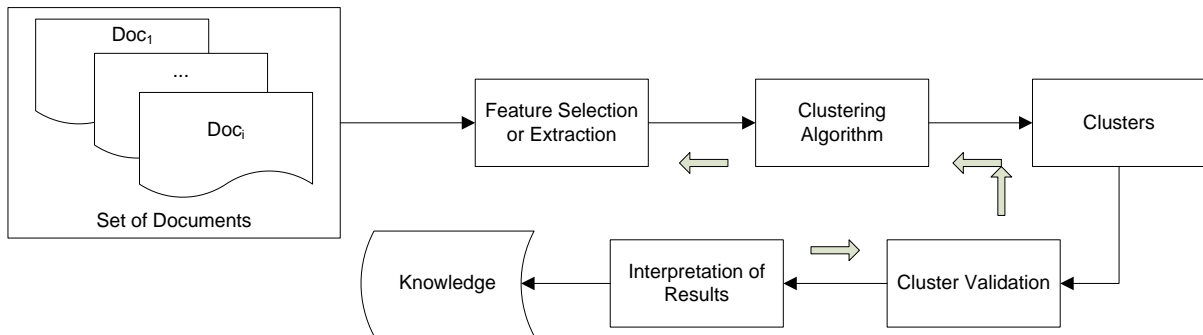 Doc1
...
Doci
Set of Documents
Feature Selection
or Extraction
Clustering
Algorithm
Clusters
Knowledge
Interpretation of
Results
Cluster Validation